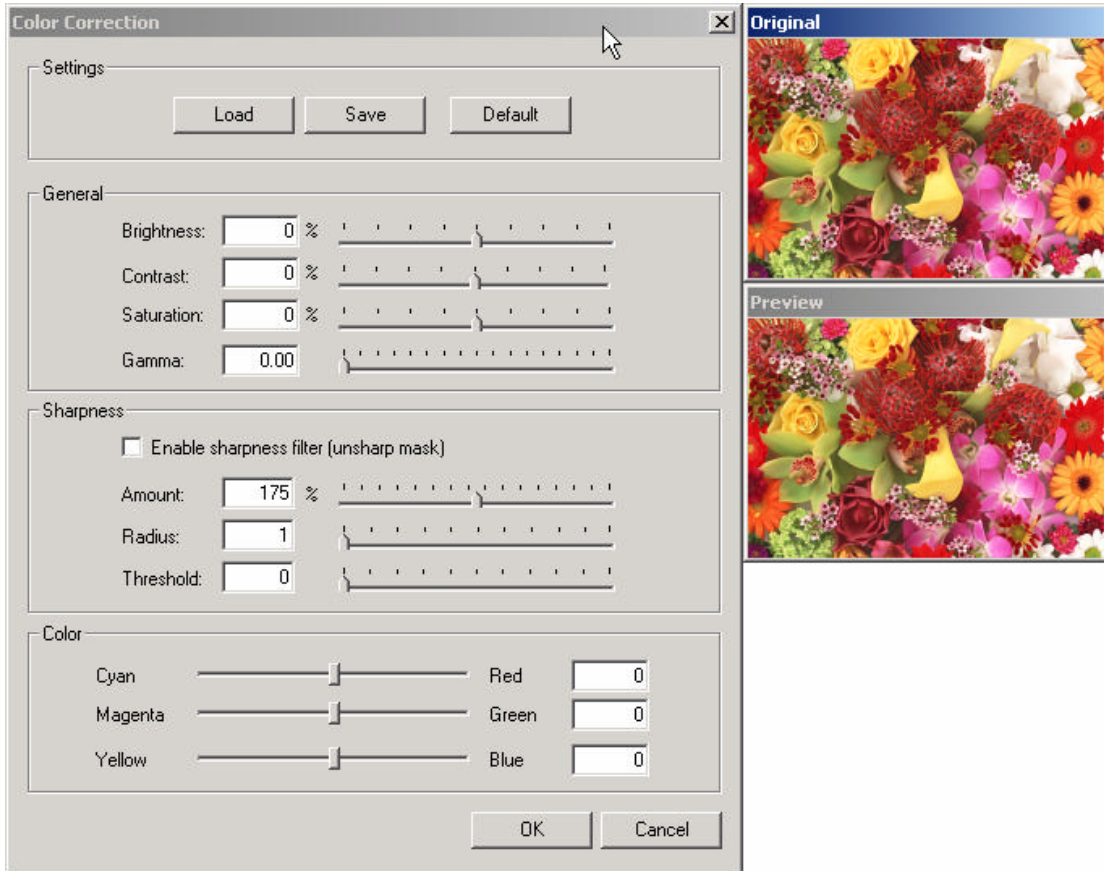 Color Correction
Original
Settings
Load Save Default
General
Brightness: 0 %
Contrast: 0 %
Saturation: 0 %
Gamma: 0.00
Preview
Sharpness
Enable sharpness filter (unsharp mask)
Amount: 175 %
Radius: 1
Threshold: 0
Color
Cyan Red 0
Magenta Green 0
Yellow Blue 0
OK Cancel